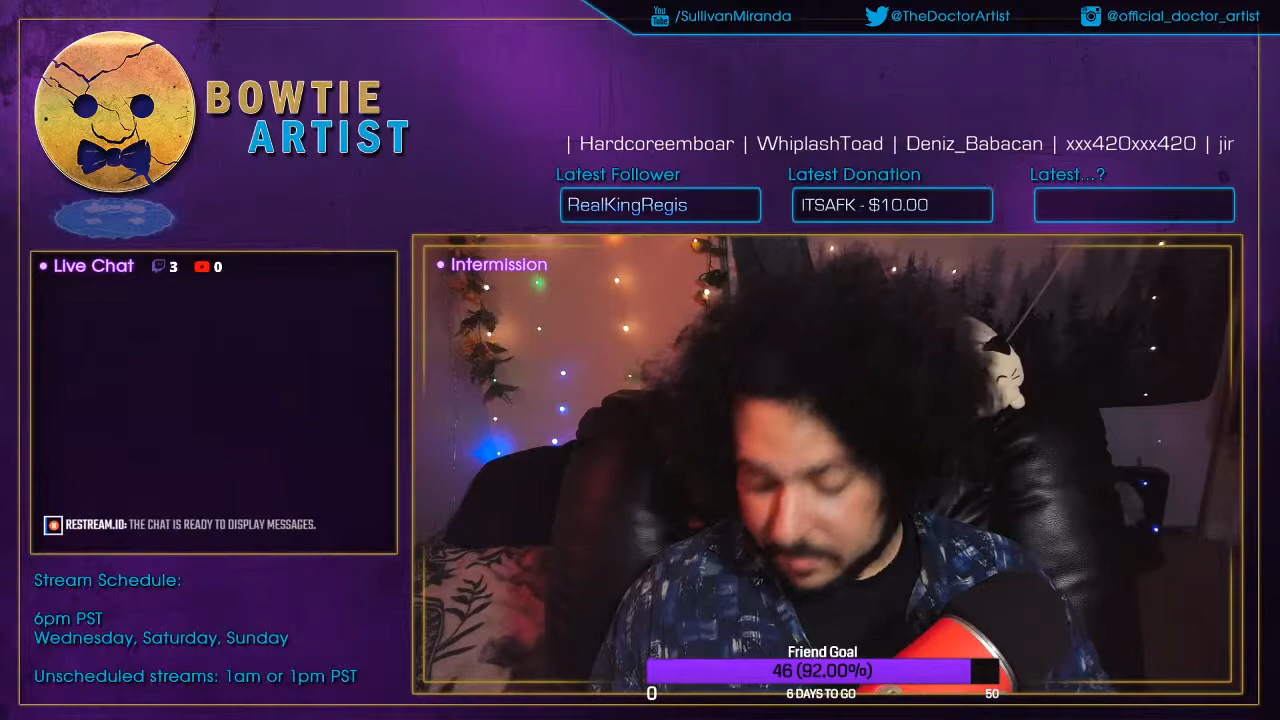 You Tube /SullivanMiranda @TheDoctorArtist @official_doctor_artist
BOWTIE
ARTIST
| Hardcoreemboar | WhiplashToad | Deniz_Babacan | xxx420xxx420 | jir
Latest Follower Latest Donation Latest...?
RealKingRegis ITSAFK - $10.00
• Live Chat 3 0
• Intermission
RESTREAM.IO: THE CHAT IS READY TO DISPLAY MESSAGES.
Stream Schedule:
6pm PST
Wednesday, Saturday, Sunday
Unscheduled streams: 1am or 1pm PST
Friend Goal
46 (92.00%)
0 6 DAYS TO GO 50